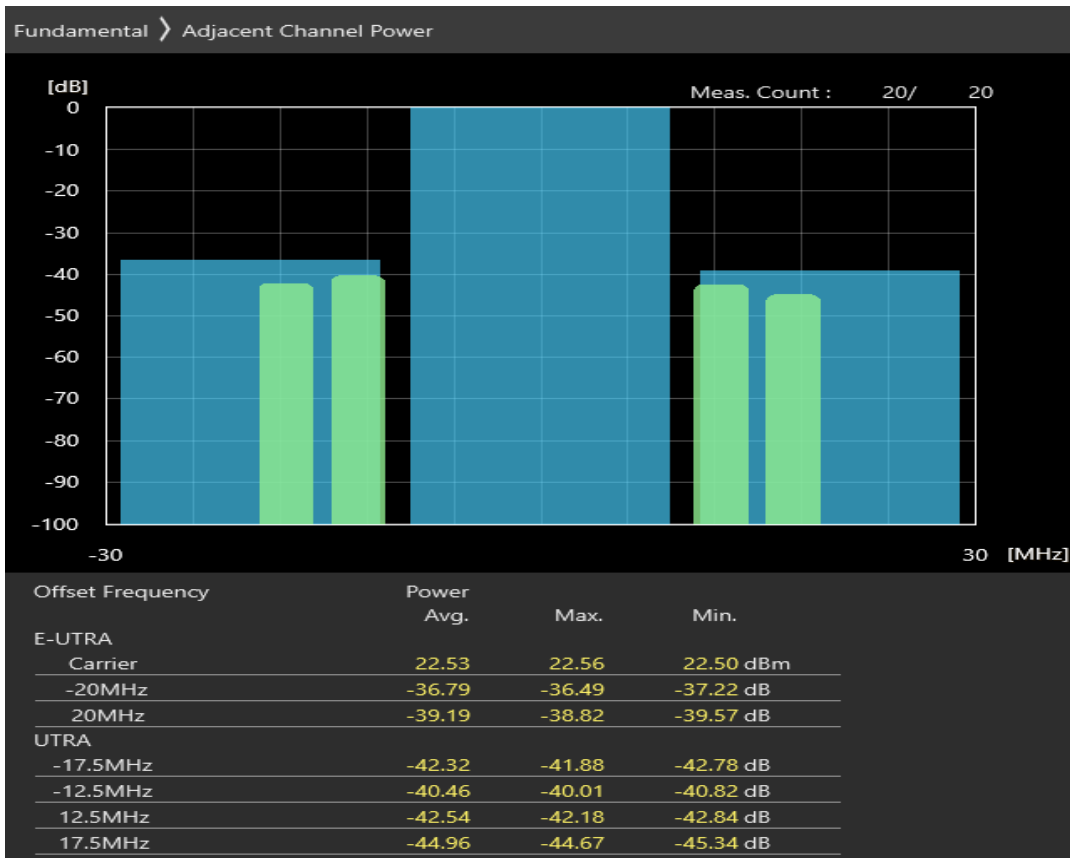 Fundamental 〉 Adjacent Channel Power
[dB]
Meas. Count : 20/ 20
0
-10
-20
-30
-40
-50
-60
-70
-80
-90
-100
-30 30 [MHz]
Offset Frequency Power
Avg. Max. Min.
E-UTRA
Carrier 22.53 22.56 22.50 dBm
-20MHz -36.79 -36.49 -37.22 dB
20MHz -39.19 -38.82 -39.57 dB
UTRA
-17.5MHz -42.32 -41.88 -42.78 dB
-12.5MHz -40.46 -40.01 -40.82 dB
12.5MHz -42.54 -42.18 -42.84 dB
17.5MHz -44.96 -44.67 -45.34 dB